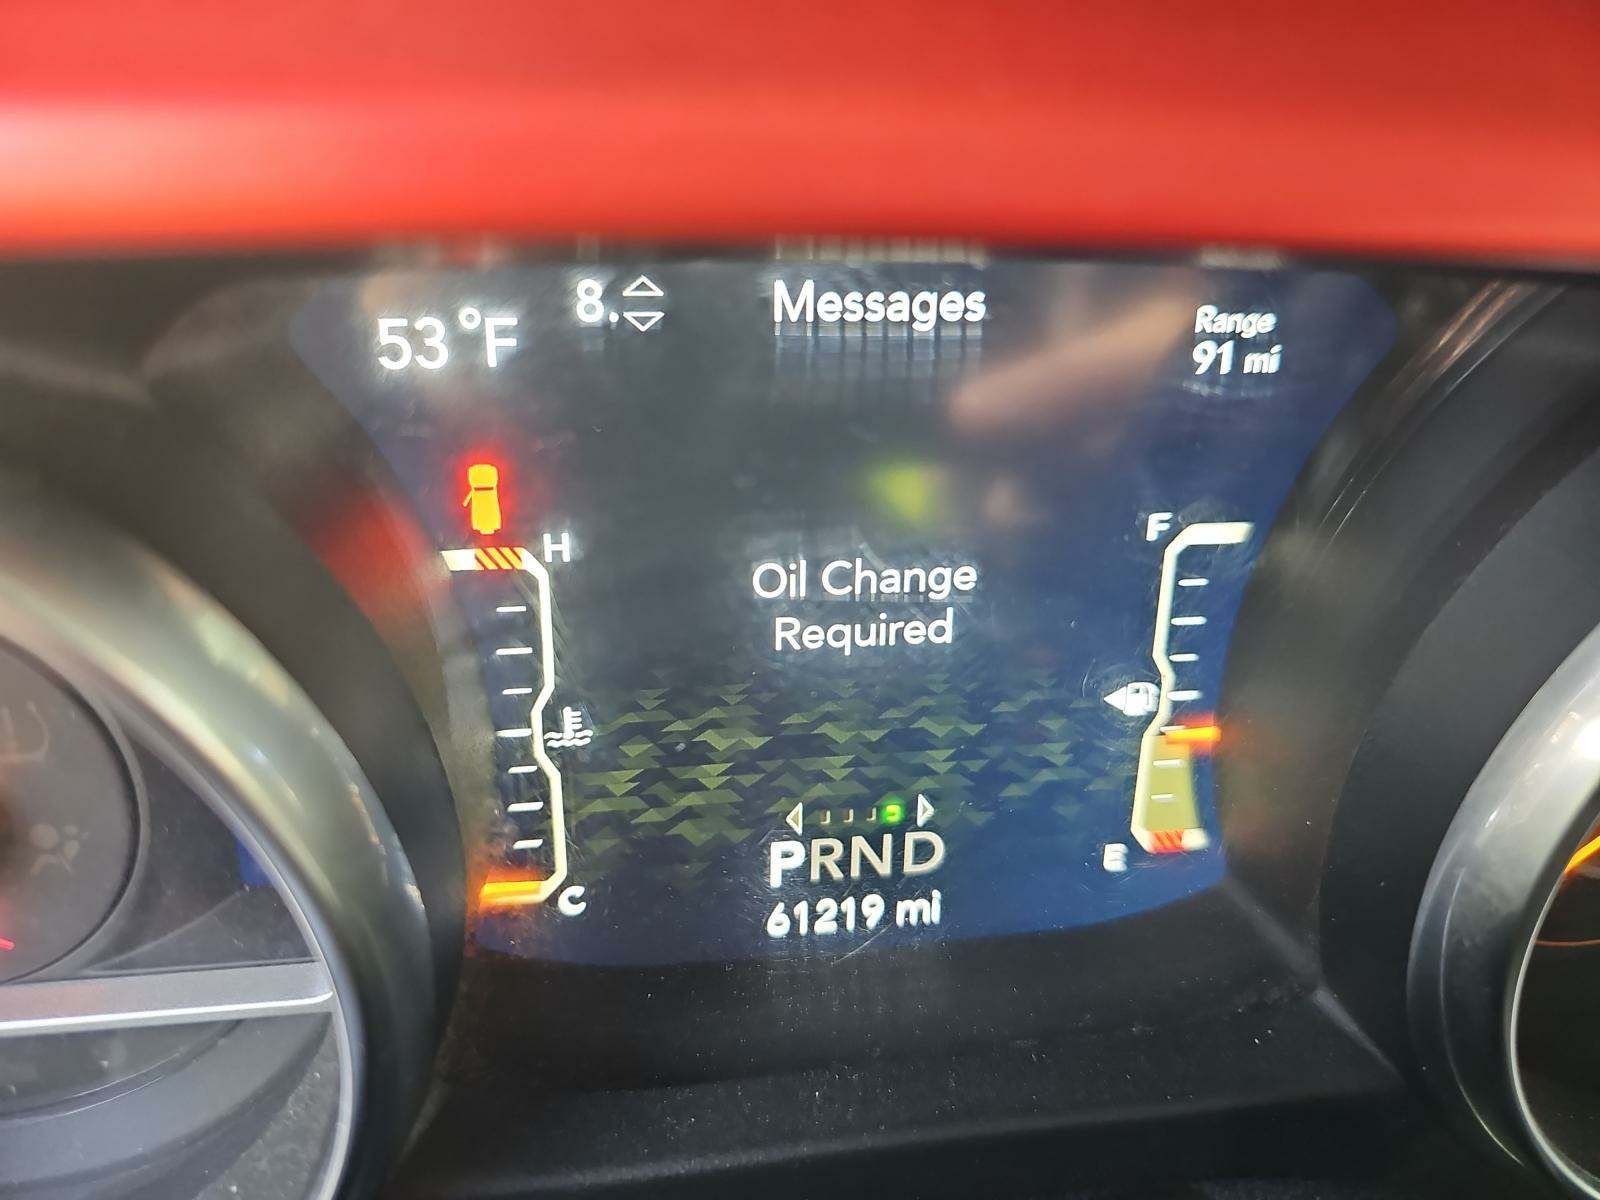 53°F
8.
Messages
Range
91 mi
H
F
Oil Change
Required
C
E
PRND
61219 mi